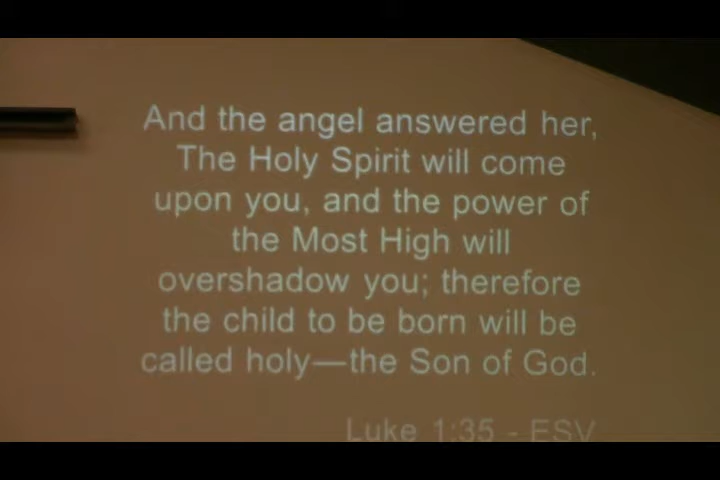 And the angel answered her,
The Holy Spirit will come
upon you, and the power of
the Most High will
overshadow you; therefore
the child to be born will be
called holy—the Son of God.
Luke 1:35 - ESV